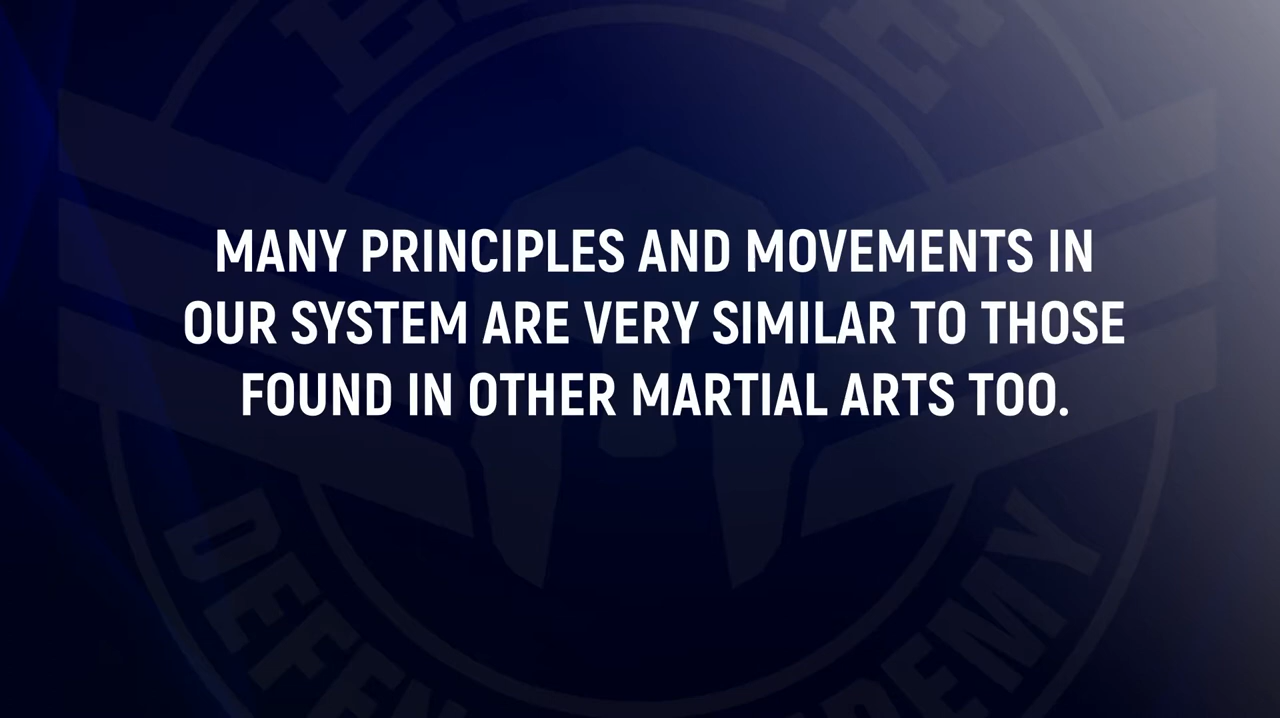 MANY PRINCIPLES AND MOVEMENTS IN
OUR SYSTEM ARE VERY SIMILAR TO THOSE
FOUND IN OTHER MARTIAL ARTS TOO.